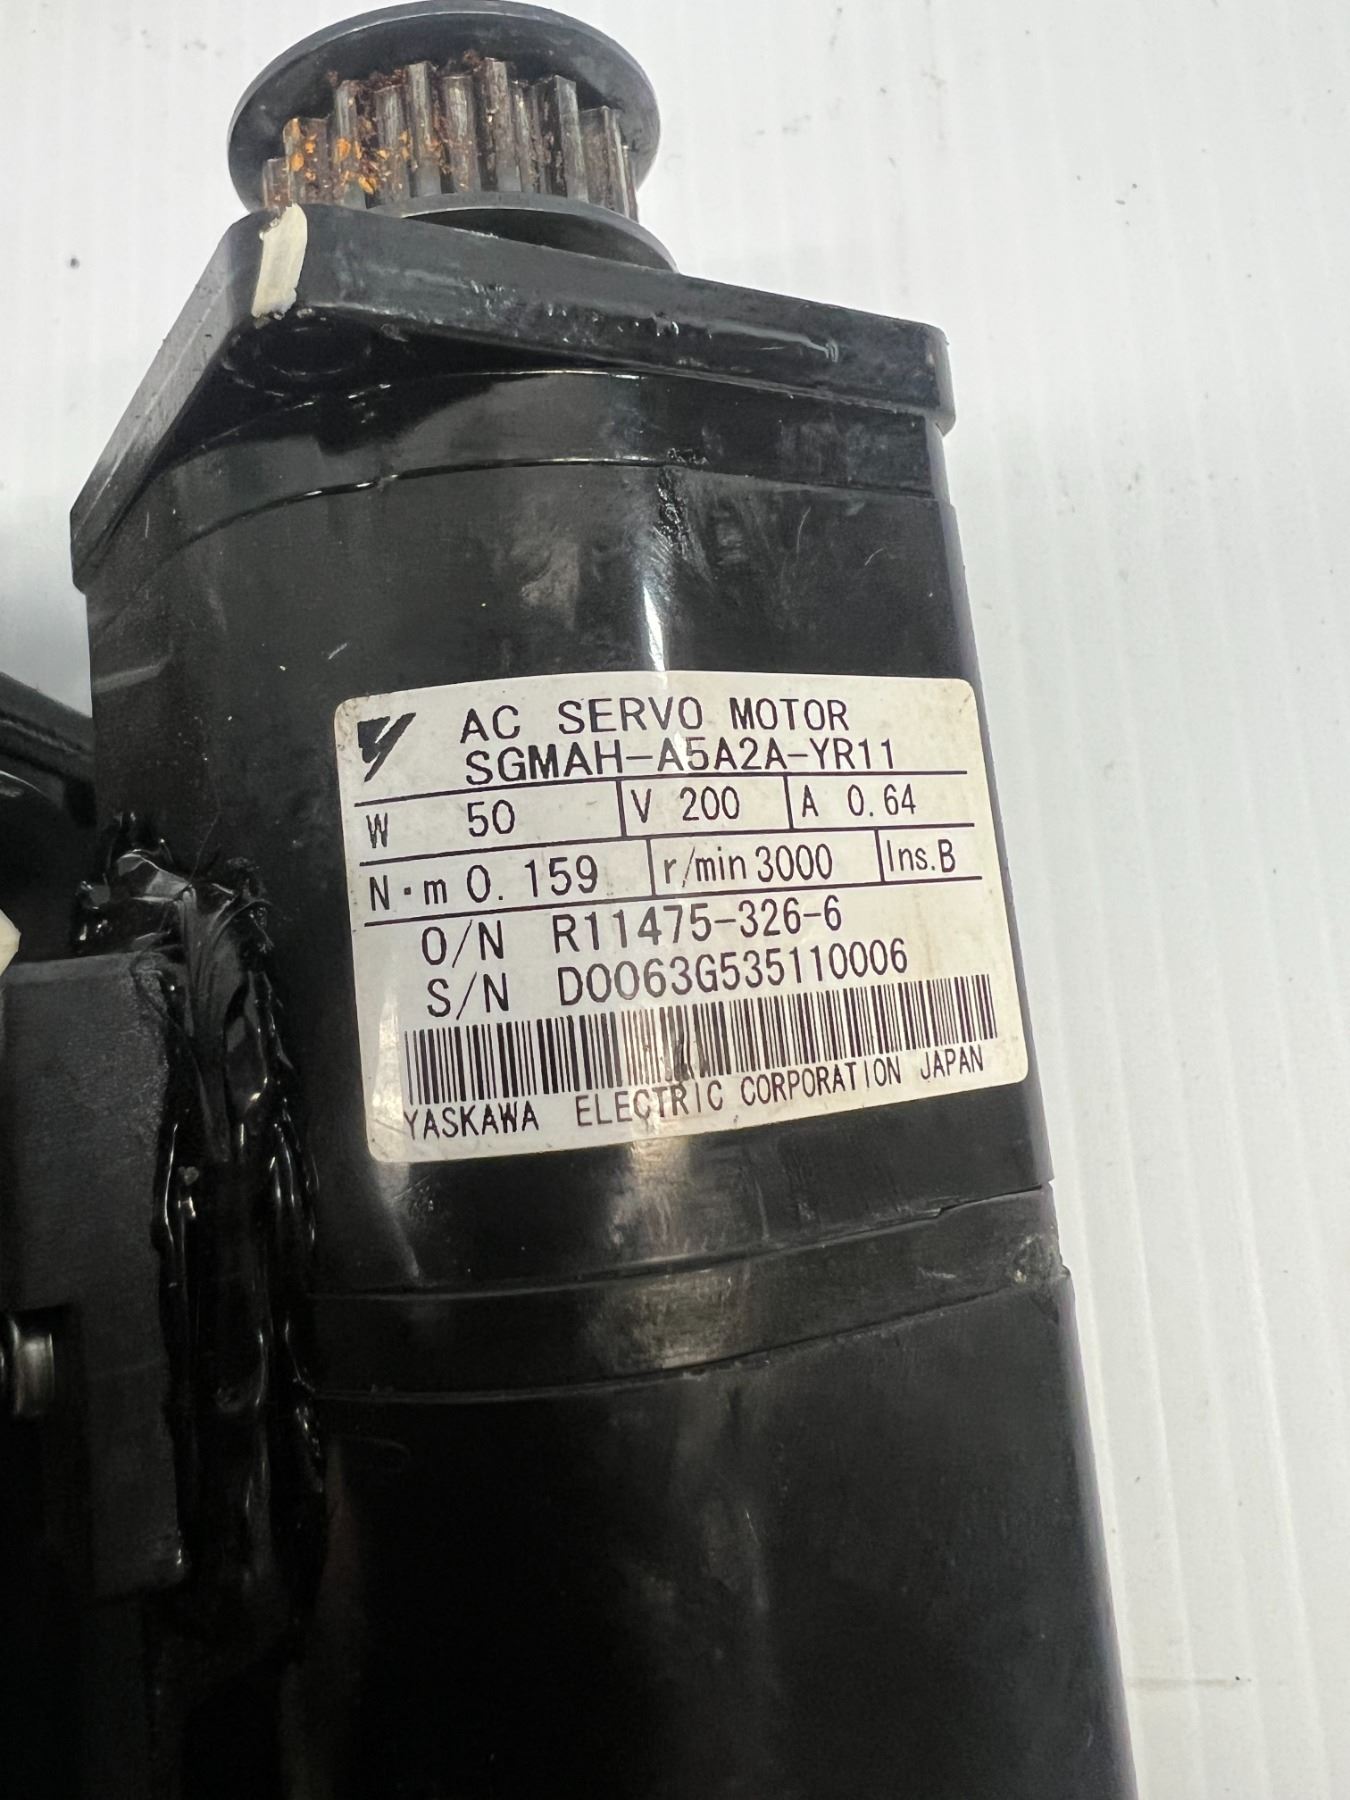 AC SERVO MOTOR
SGMAH-A5A2A-YR11
W 50 V 200 A 0.64
N·m 0.159 r/min 3000 Ins.B
O/N R11475-326-6
S/N D0063G535110006
YASKAWA ELECTRIC CORPORATION JAPAN